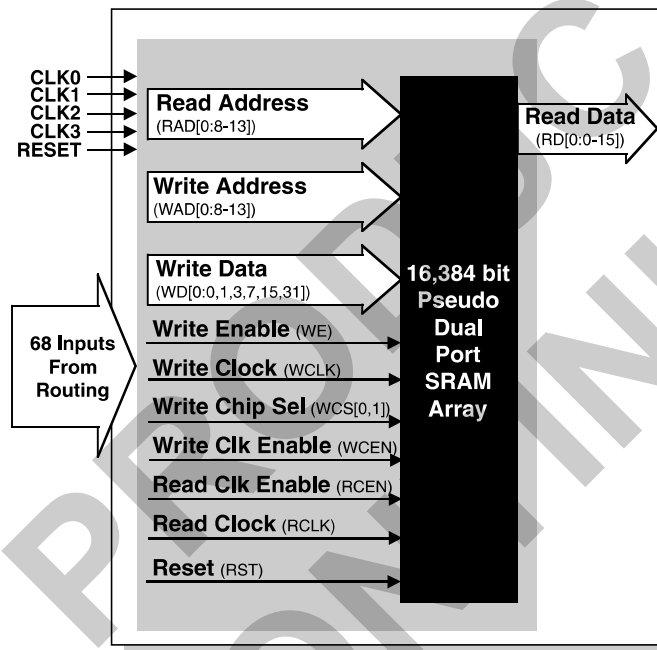 CLK0
CLK1
CLK2
CLK3
RESET
Read Address
(RAD[0:8-13])
Write Address
(WAD[0:8-13])
Write Data
(WD[0:0,1,3,7,15,31])
68 Inputs
From
Routing
Write Enable (WE)
Write Clock (WCLK)
Write Chip Sel (WCS[0,1])
Write Clk Enable (WCEN)
Read Clk Enable (RCEN)
Read Clock (RCLK)
Reset (RST)
16,384 bit
Pseudo
Dual
Port
SRAM
Array
Read Data
(RD[0:0-15])
PRODUC
ON
IN